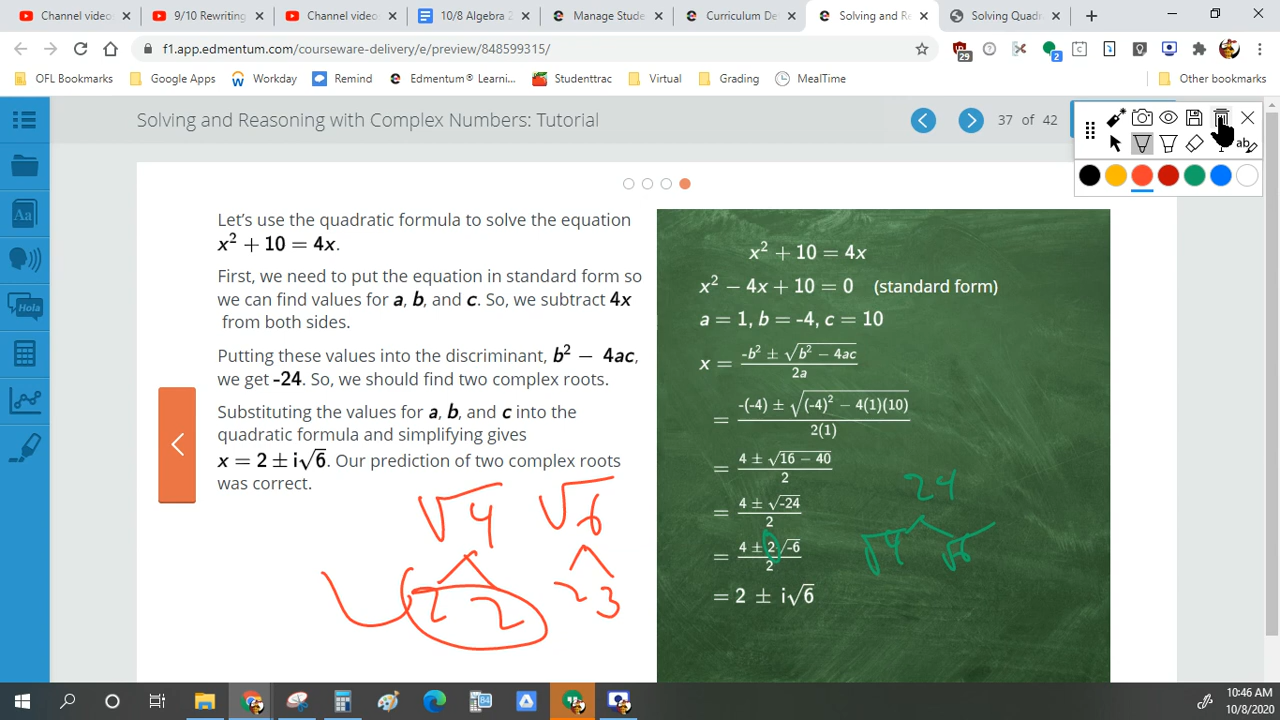 Channel video
9/10 Rewriting
Channel video
10/8 Algebra 2
Manage Stude
Curriculum De
Solving and Re
Solving Quadr
f1.app.edmentum.com/courseware-delivery/e/preview/848599315/
29
2
OFL Bookmarks
Google Apps
Workday
Remind
Edmentum® Learni...
Studenttrac
Virtual
Grading
MealTime
Other bookmarks
Solving and Reasoning with Complex Numbers: Tutorial
37 of 42
Aa
Hola
Let's use the quadratic formula to solve the equation
x² + 10 = 4x.
First, we need to put the equation in standard form so
we can find values for a, b, and c. So, we subtract 4x
from both sides.
Putting these values into the discriminant, b² − 4ac,
we get -24. So, we should find two complex roots.
Substituting the values for a, b, and c into the
quadratic formula and simplifying gives
x = 2 ± i√6. Our prediction of two complex roots
was correct.
√4 √6
2 2 2 3
x² + 10 = 4x
x² − 4x + 10 = 0 (standard form)
a = 1, b = -4, c = 10
x = (-b² ± √(b² − 4ac)) / 2a
= (-(-4) ± √((-4)² − 4(1)(10))) / 2(1)
= (4 ± √(16 − 40)) / 2
= (4 ± √-24) / 2
= (4 ± 2√-6) / 2
= 2 ± i√6
24
√4 √6
ab
10:46 AM
10/8/2020